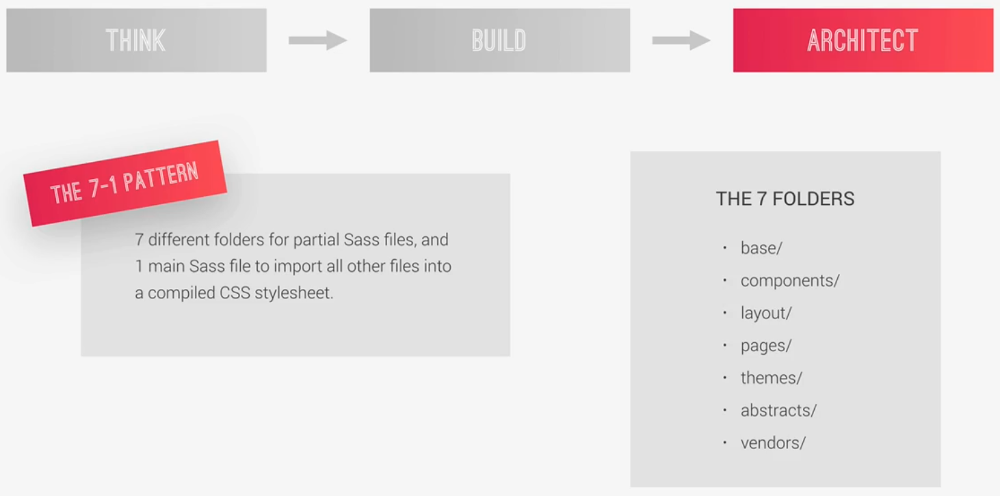 THINK
BUILD
ARCHITECT
THE 7-1 PATTERN
7 different folders for partial Sass files, and
1 main Sass file to import all other files into
a compiled CSS stylesheet.
THE 7 FOLDERS
· base/
· components/
· layout/
· pages/
· themes/
· abstracts/
· vendors/